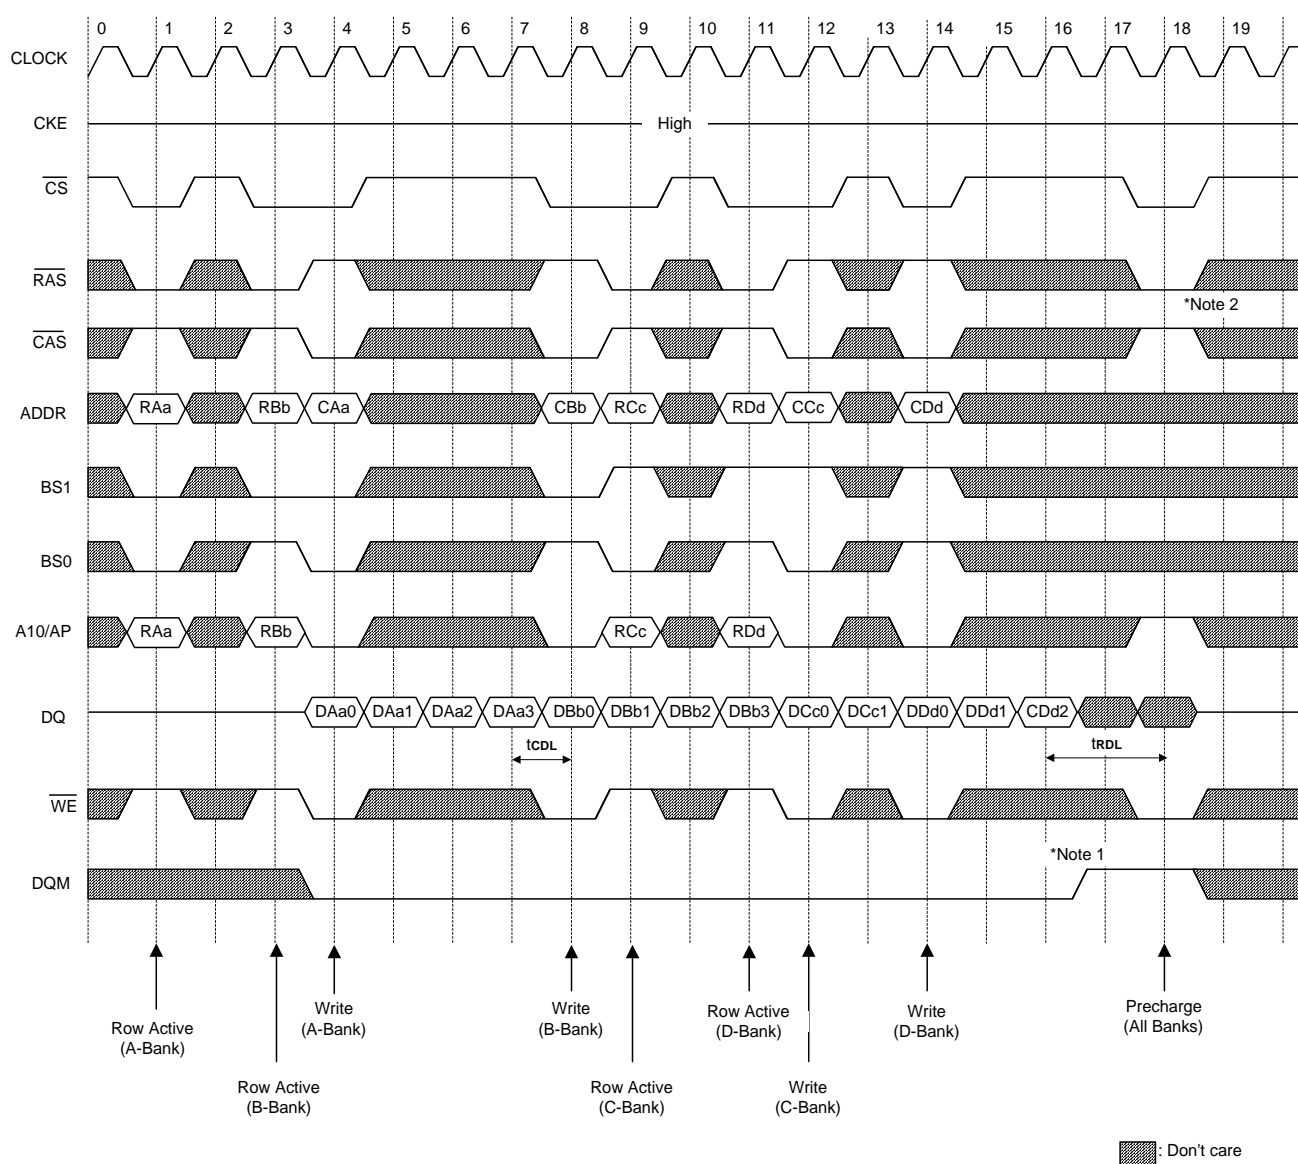 0 1 2 3 4 5 6 7 8 9 10 11 12 13 14 15 16 17 18 19
CLOCK
CKE High
CS
RAS
*Note 2
CAS
ADDR RAa RBb CAa CBb RCc RDd CCc CDd
BS1
BS0
A10/AP RAa RBb RCc RDd
DQ DAa0 DAa1 DAa2 DAa3 DBb0 DBb1 DBb2 DBb3 DCc0 DCc1 DDd0 DDd1 CDd2
tCDL tRDL
WE
*Note 1
DQM
Row Active
(A-Bank)
Row Active
(B-Bank)
Write
(A-Bank)
Write
(B-Bank)
Row Active
(C-Bank)
Row Active
(D-Bank)
Write
(C-Bank)
Write
(D-Bank)
Precharge
(All Banks)
: Don't care